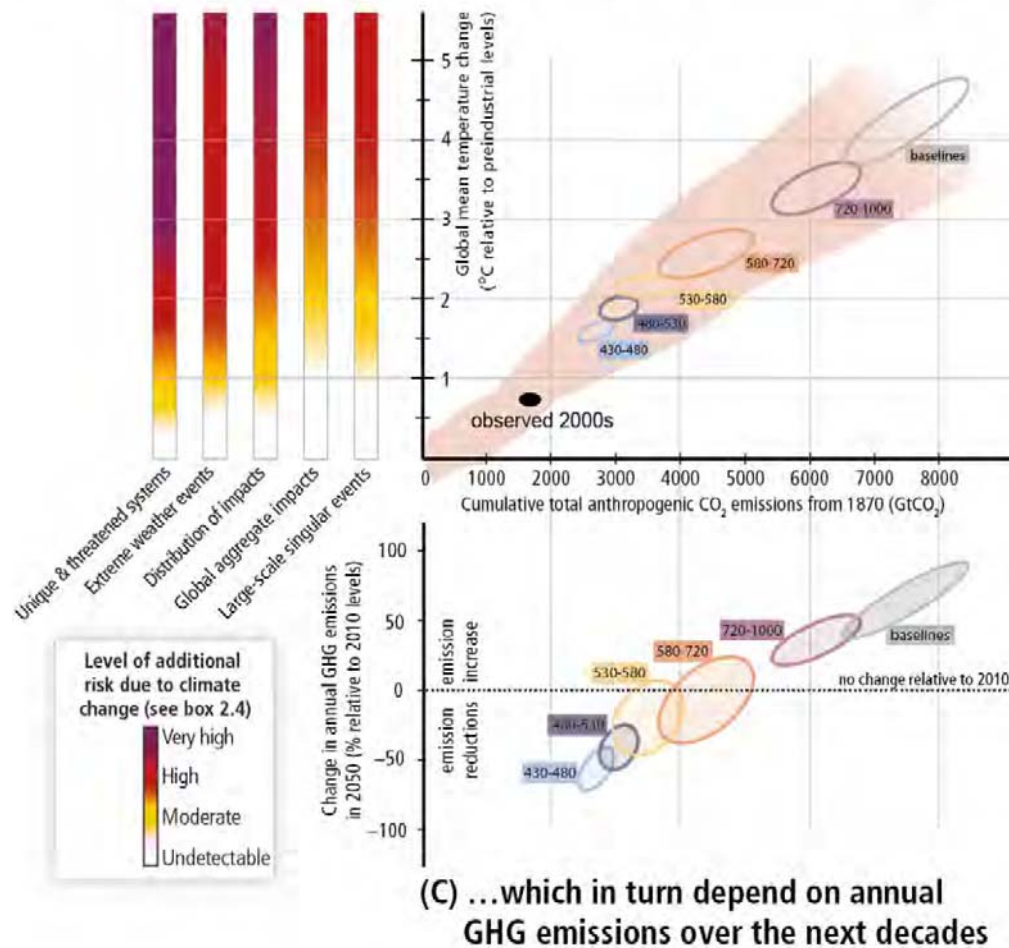 5
4
3
2
1
Global mean temperature change
(°C relative to preindustrial levels)
baselines
720-1000
580-720
530-580
480-530
430-480
observed 2000s
0
1000
2000
3000
4000
5000
6000
7000
8000
Cumulative total anthropogenic CO₂ emissions from 1870 (GtCO₂)
Unique & threatened systems
Extreme weather events
Distribution of impacts
Global aggregate impacts
Large-scale singular events
Level of additional
risk due to climate
change (see box 2.4)
Very high
High
Moderate
Undetectable
Change in annual GHG emissions
in 2050 (% relative to 2010 levels)
100
50
0
−50
−100
emission
increase
emission
reductions
baselines
720-1000
580-720
530-580
no change relative to 2010
480-530
430-480
(C) ...which in turn depend on annual
GHG emissions over the next decades